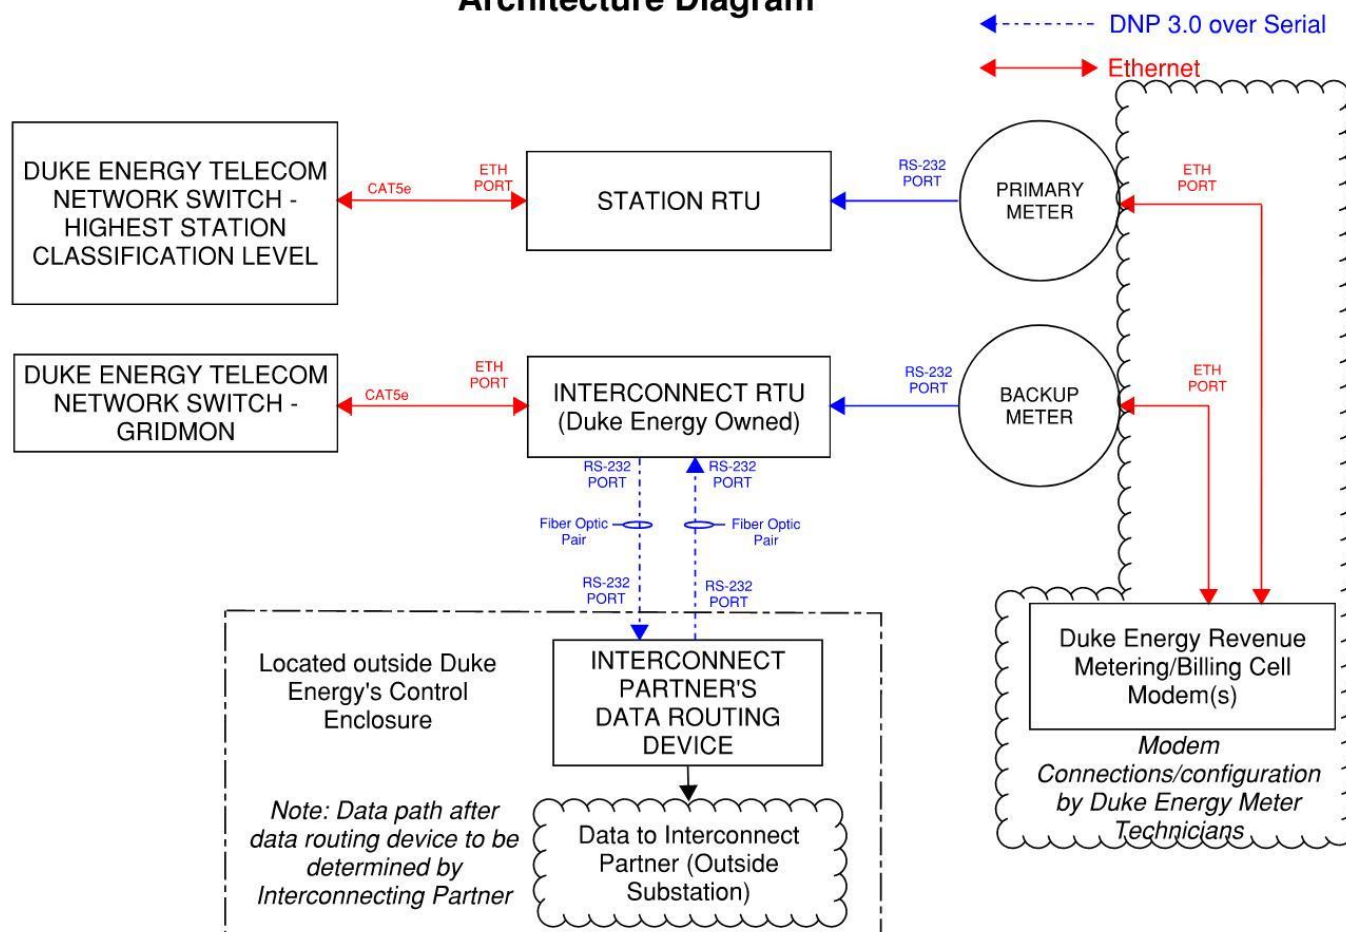 Architecture Diagram
DNP 3.0 over Serial
Ethernet
DUKE ENERGY TELECOM
NETWORK SWITCH -
HIGHEST STATION
CLASSIFICATION LEVEL
CAT5e
ETH
PORT
STATION RTU
RS-232
PORT
PRIMARY
METER
ETH
PORT
DUKE ENERGY TELECOM
NETWORK SWITCH -
GRIDMON
CAT5e
ETH
PORT
INTERCONNECT RTU
(Duke Energy Owned)
RS-232
PORT
BACKUP
METER
ETH
PORT
RS-232
PORT
RS-232
PORT
Fiber Optic
Pair
Fiber Optic
Pair
RS-232
PORT
RS-232
PORT
Located outside Duke
Energy's Control
Enclosure
INTERCONNECT
PARTNER'S
DATA ROUTING
DEVICE
Duke Energy Revenue
Metering/Billing Cell
Modem(s)
Modem
Connections/configuration
by Duke Energy Meter
Technicians
Note: Data path after
data routing device to be
determined by
Interconnecting Partner
Data to Interconnect
Partner (Outside
Substation)